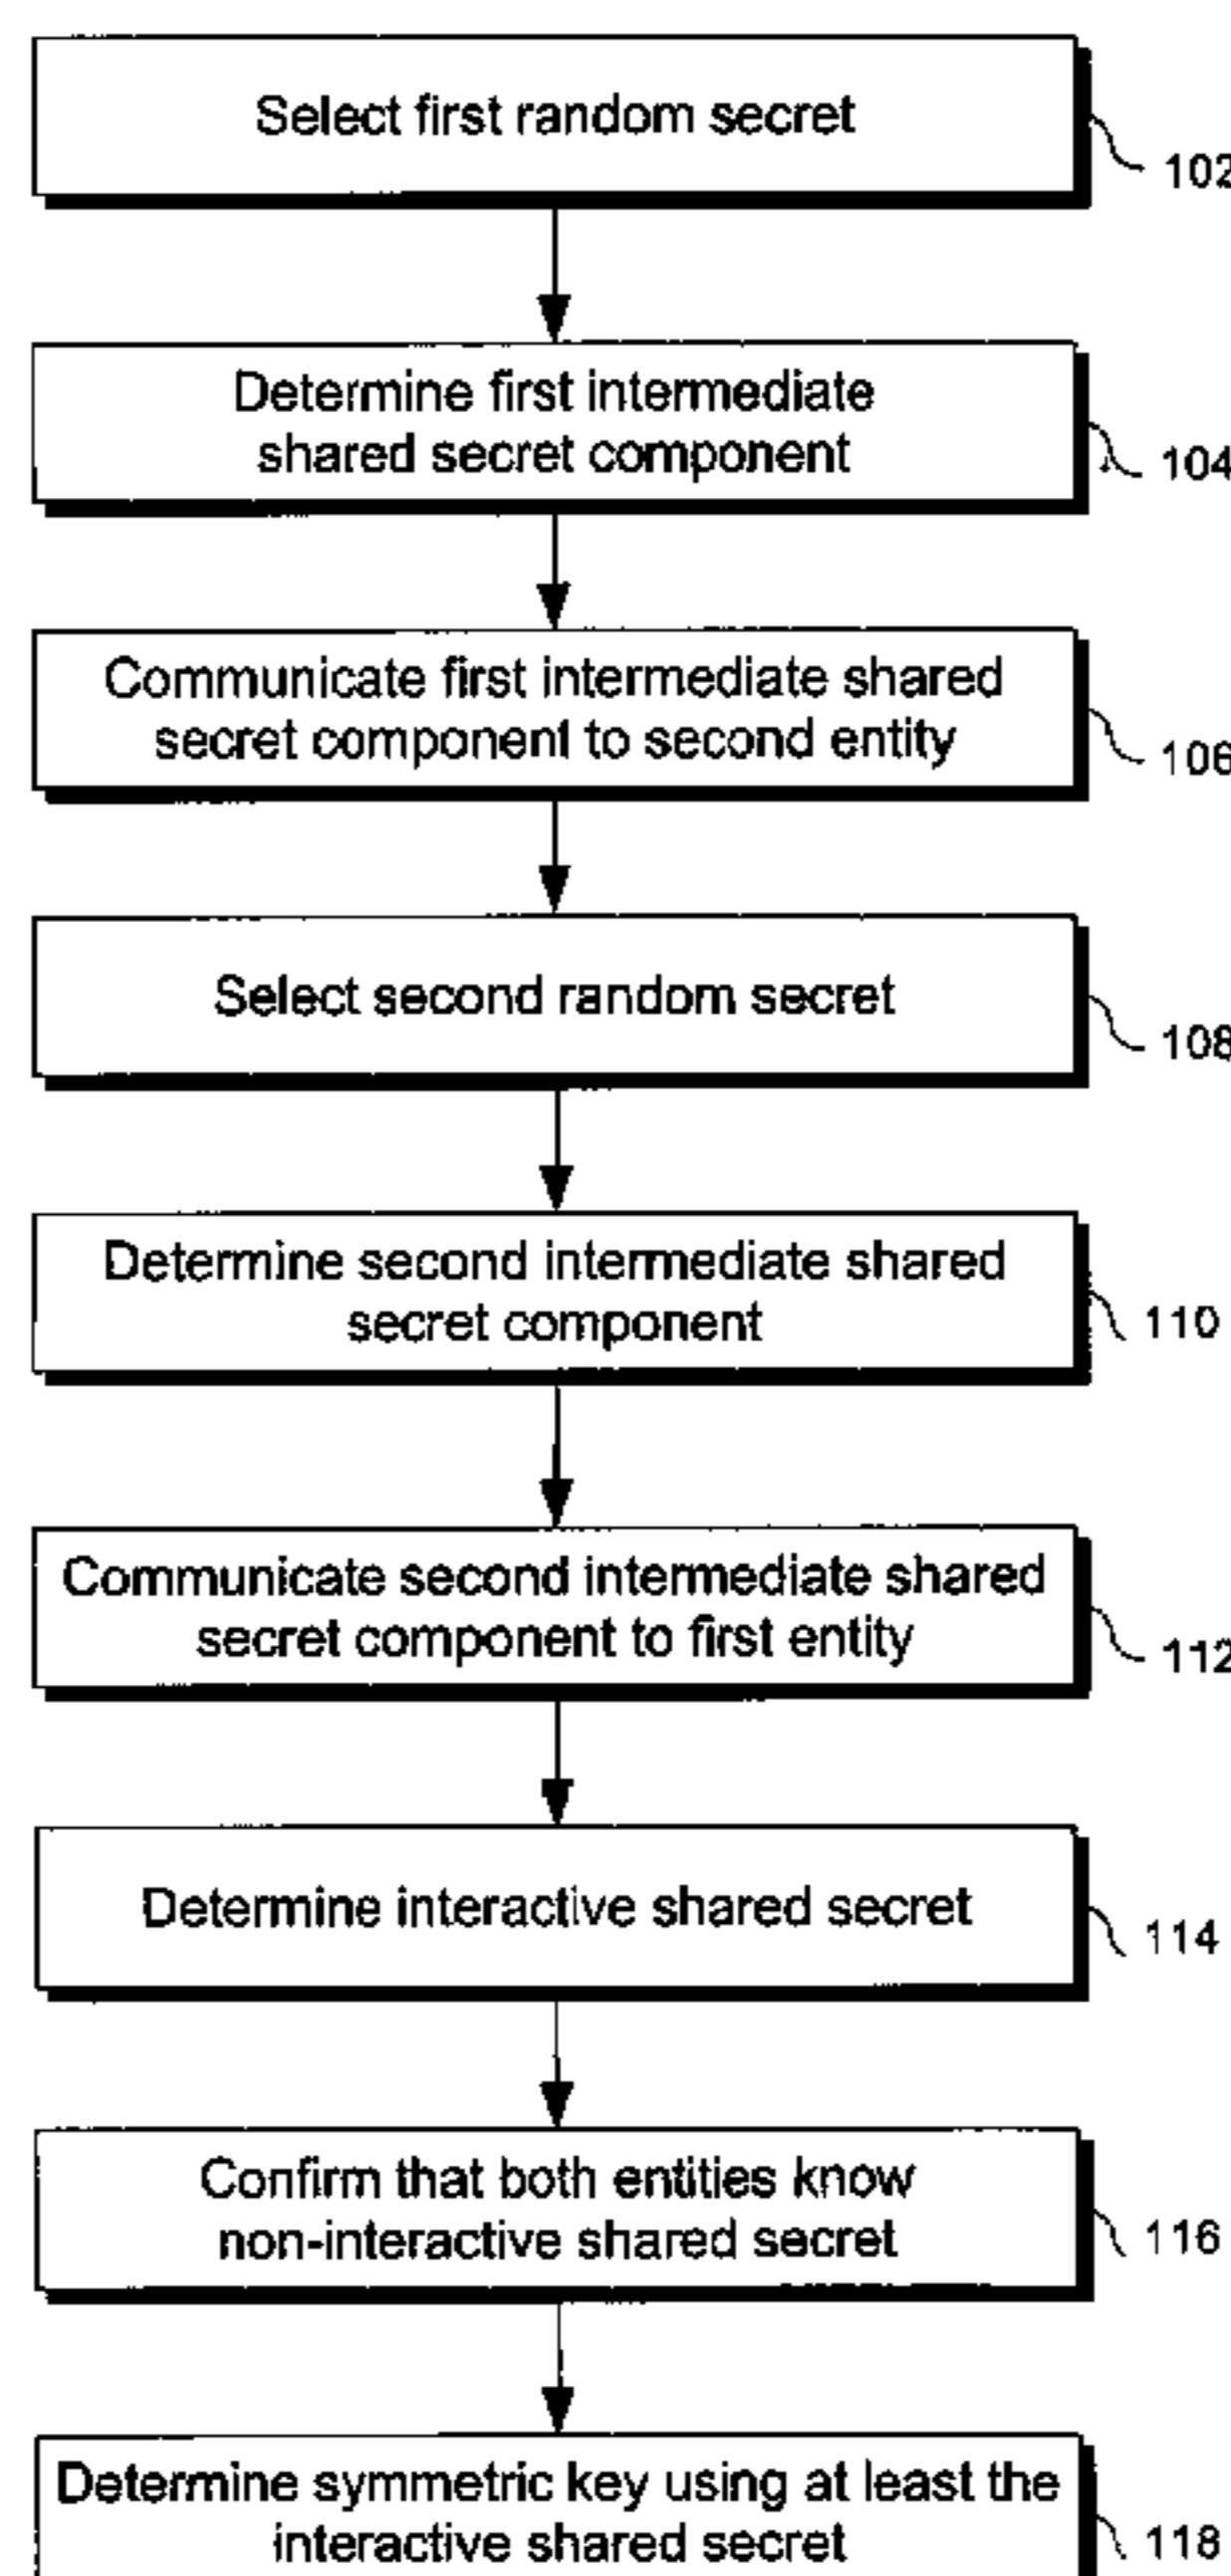 Select first random secret
102
Determine first intermediate
shared secret component
104
Communicate first intermediate shared
secret component to second entity
106
Select second random secret
108
Determine second intermediate shared
secret component
110
Communicate second intermediate shared
secret component to first entity
112
Determine interactive shared secret
114
Confirm that both entities know
non-interactive shared secret
116
Determine symmetric key using at least the
interactive shared secret
118